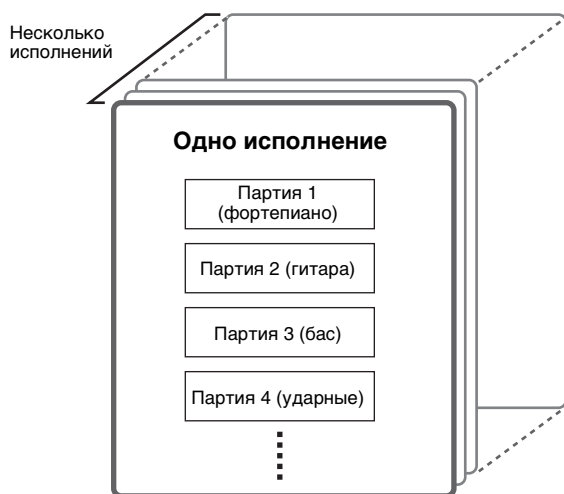 Несколько
исполнений
Одно исполнение
Партия 1
(фортепиано)
Партия 2 (гитара)
Партия 3 (бас)
Партия 4 (ударные)